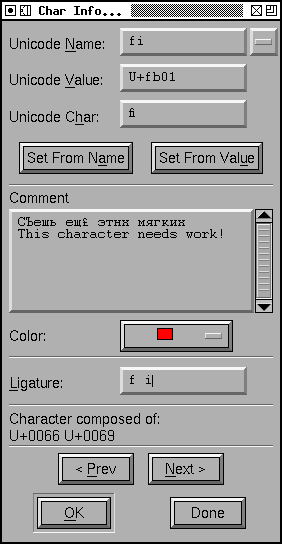 Char Info...
Unicode Name: fi
Unicode Value: U+fb01
Unicode Char: ﬁ
Set From Name Set From Value
Comment
Съешь ещё этих мягких
This character needs work!
Color:
Ligature: f i
Character composed of:
U+0066 U+0069
< Prev Next >
OK Done